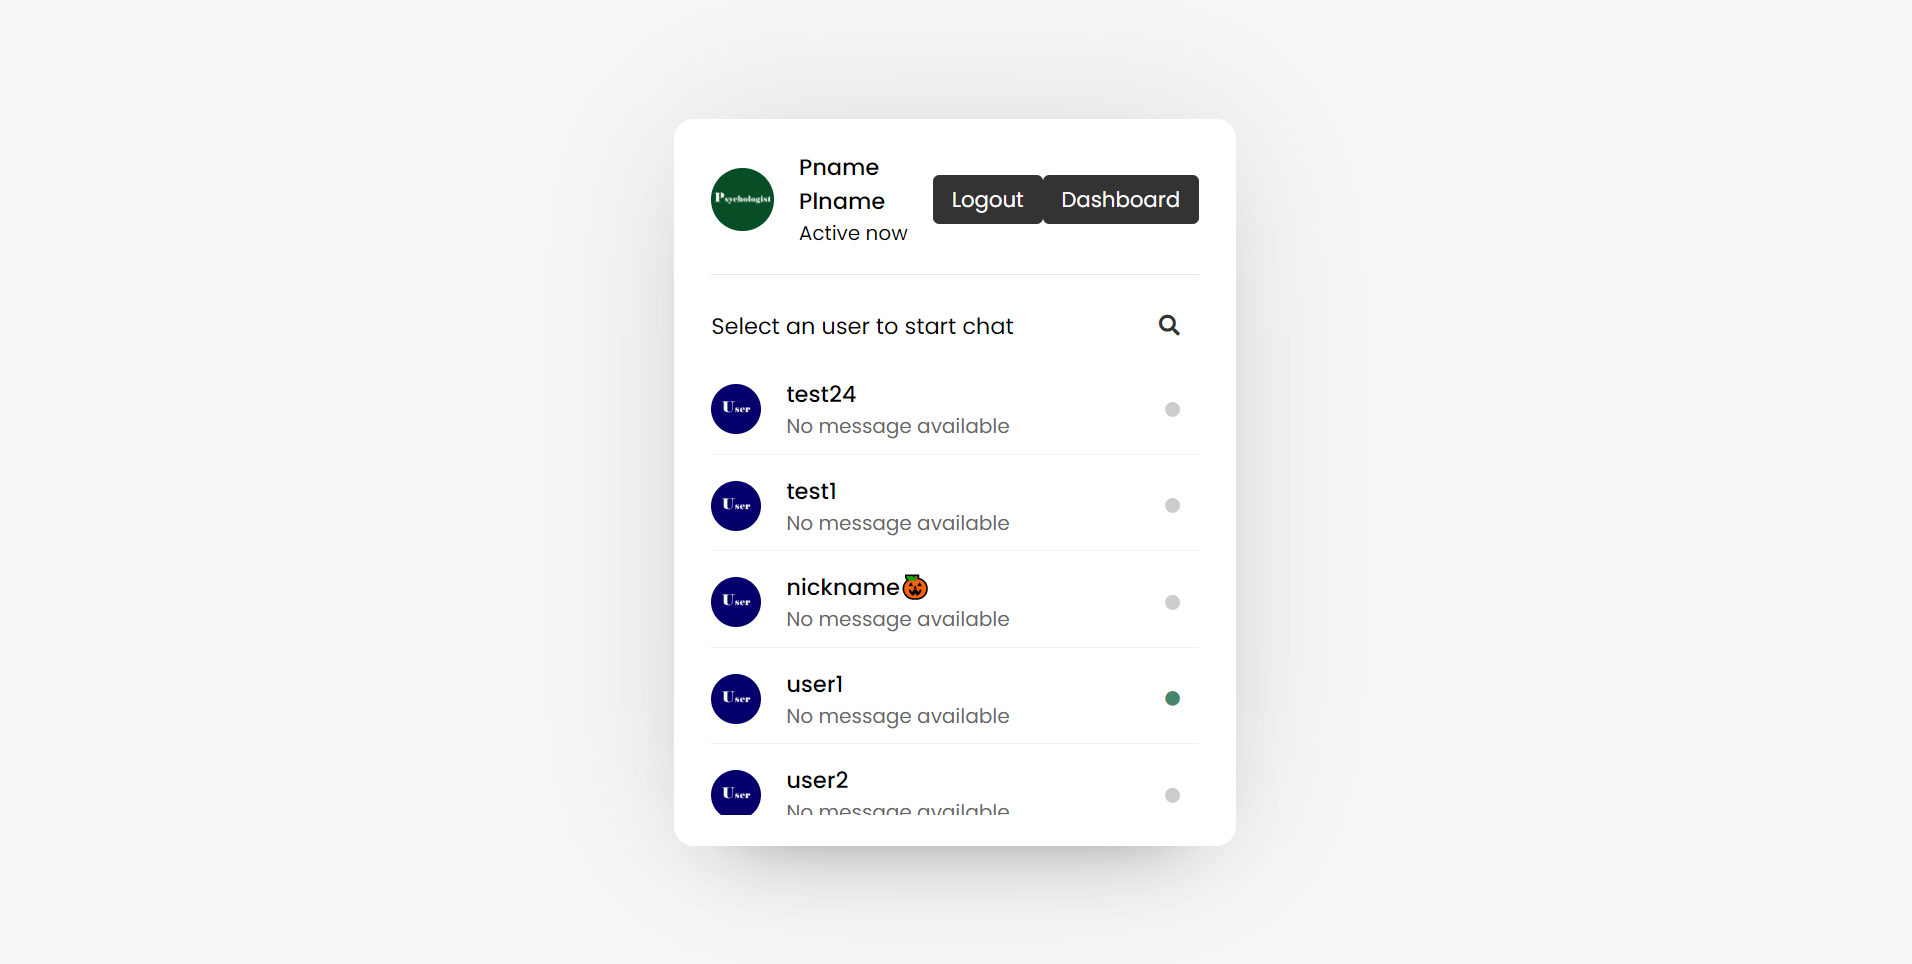 Psychologist
Pname
Plname
Active now
Logout
Dashboard
Select an user to start chat
User
test24
No message available
User
test1
No message available
User
nickname🎃
No message available
User
user1
No message available
User
user2
No message available